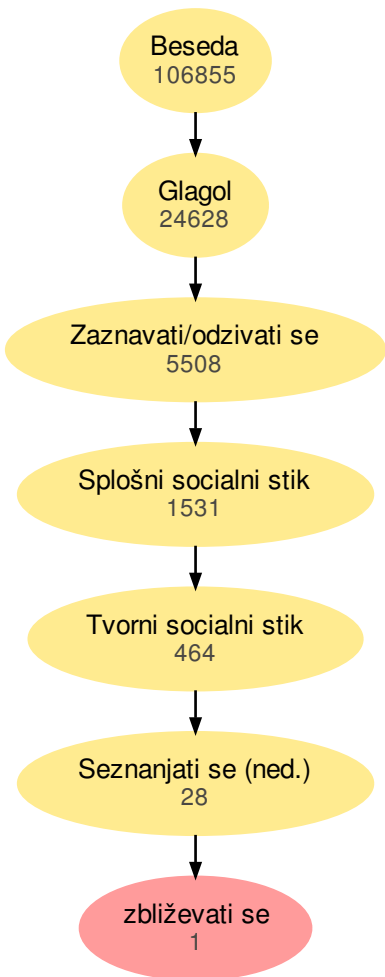 Beseda
106855
Glagol
24628
Zaznavati/odzivati se
5508
Splošni socialni stik
1531
Tvorni socialni stik
464
Seznanjati se (ned.)
28
zbliževati se
1